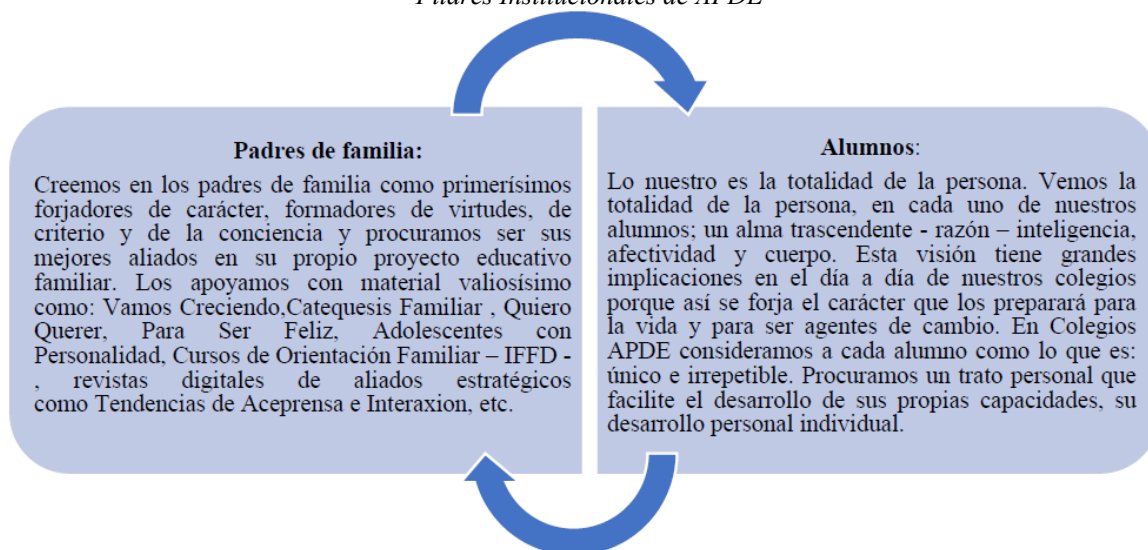 Pilares Institucionales de APDE
Padres de familia:
Creemos en los padres de familia como primerísimos
forjadores de carácter, formadores de virtudes, de
criterio y de la conciencia y procuramos ser sus
mejores aliados en su propio proyecto educativo
familiar. Los apoyamos con material valiosísimo
como: Vamos Creciendo,Catequesis Familiar , Quiero
Querer, Para Ser Feliz, Adolescentes con
Personalidad, Cursos de Orientación Familiar – IFFD -
, revistas digitales de aliados estratégicos
como Tendencias de Aceprensa e Interaxion, etc.
Alumnos:
Lo nuestro es la totalidad de la persona. Vemos la
totalidad de la persona, en cada uno de nuestros
alumnos; un alma trascendente - razón – inteligencia,
afectividad y cuerpo. Esta visión tiene grandes
implicaciones en el día a día de nuestros colegios
porque así se forja el carácter que los preparará para
la vida y para ser agentes de cambio. En Colegios
APDE consideramos a cada alumno como lo que es:
único e irrepetible. Procuramos un trato personal que
facilite el desarrollo de sus propias capacidades, su
desarrollo personal individual.